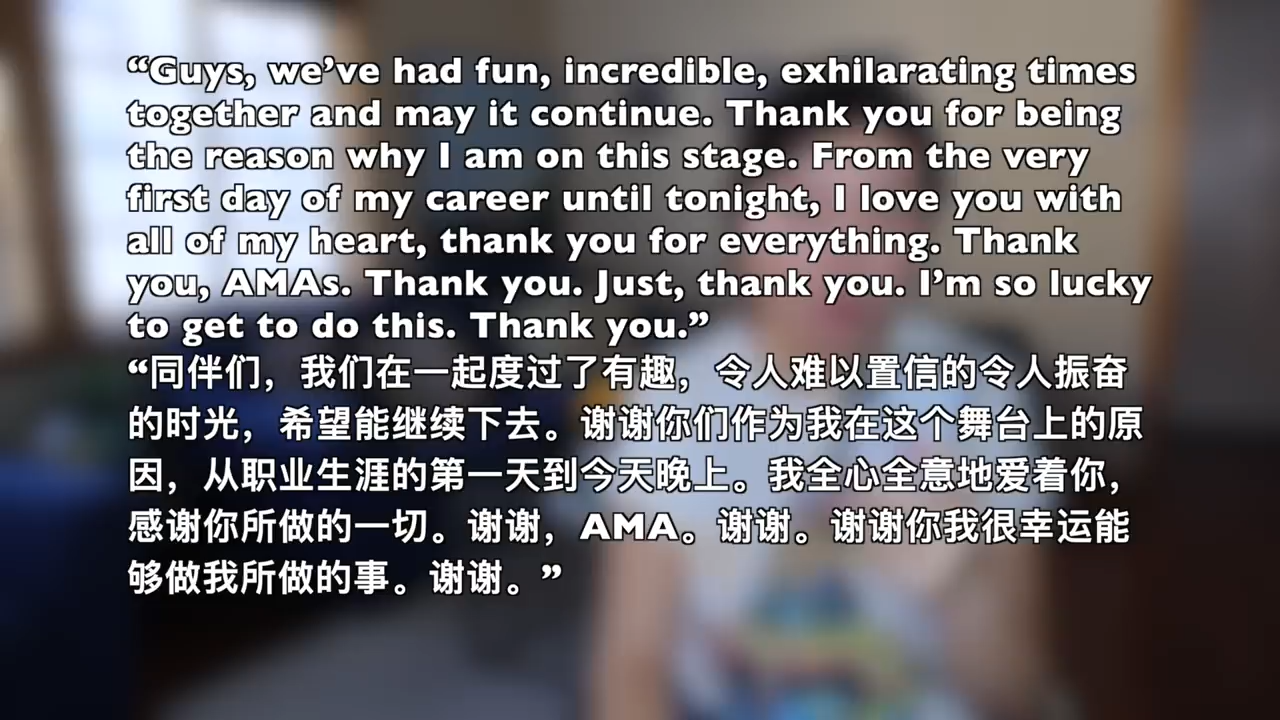 “Guys, we’ve had fun, incredible, exhilarating times
together and may it continue. Thank you for being
the reason why I am on this stage. From the very
first day of my career until tonight, I love you with
all of my heart, thank you for everything. Thank
you, AMAs. Thank you. Just, thank you. I’m so lucky
to get to do this. Thank you.”
“同伴们，我们在一起度过了有趣，令人难以置信的令人振奋
的时光，希望能继续下去。谢谢你们作为我在这个舞台上的原
因，从职业生涯的第一天到今天晚上。我全心全意地爱着你，
感谢你所做的一切。谢谢，AMA。谢谢。谢谢你我很幸运能
够做我所做的事。谢谢。”